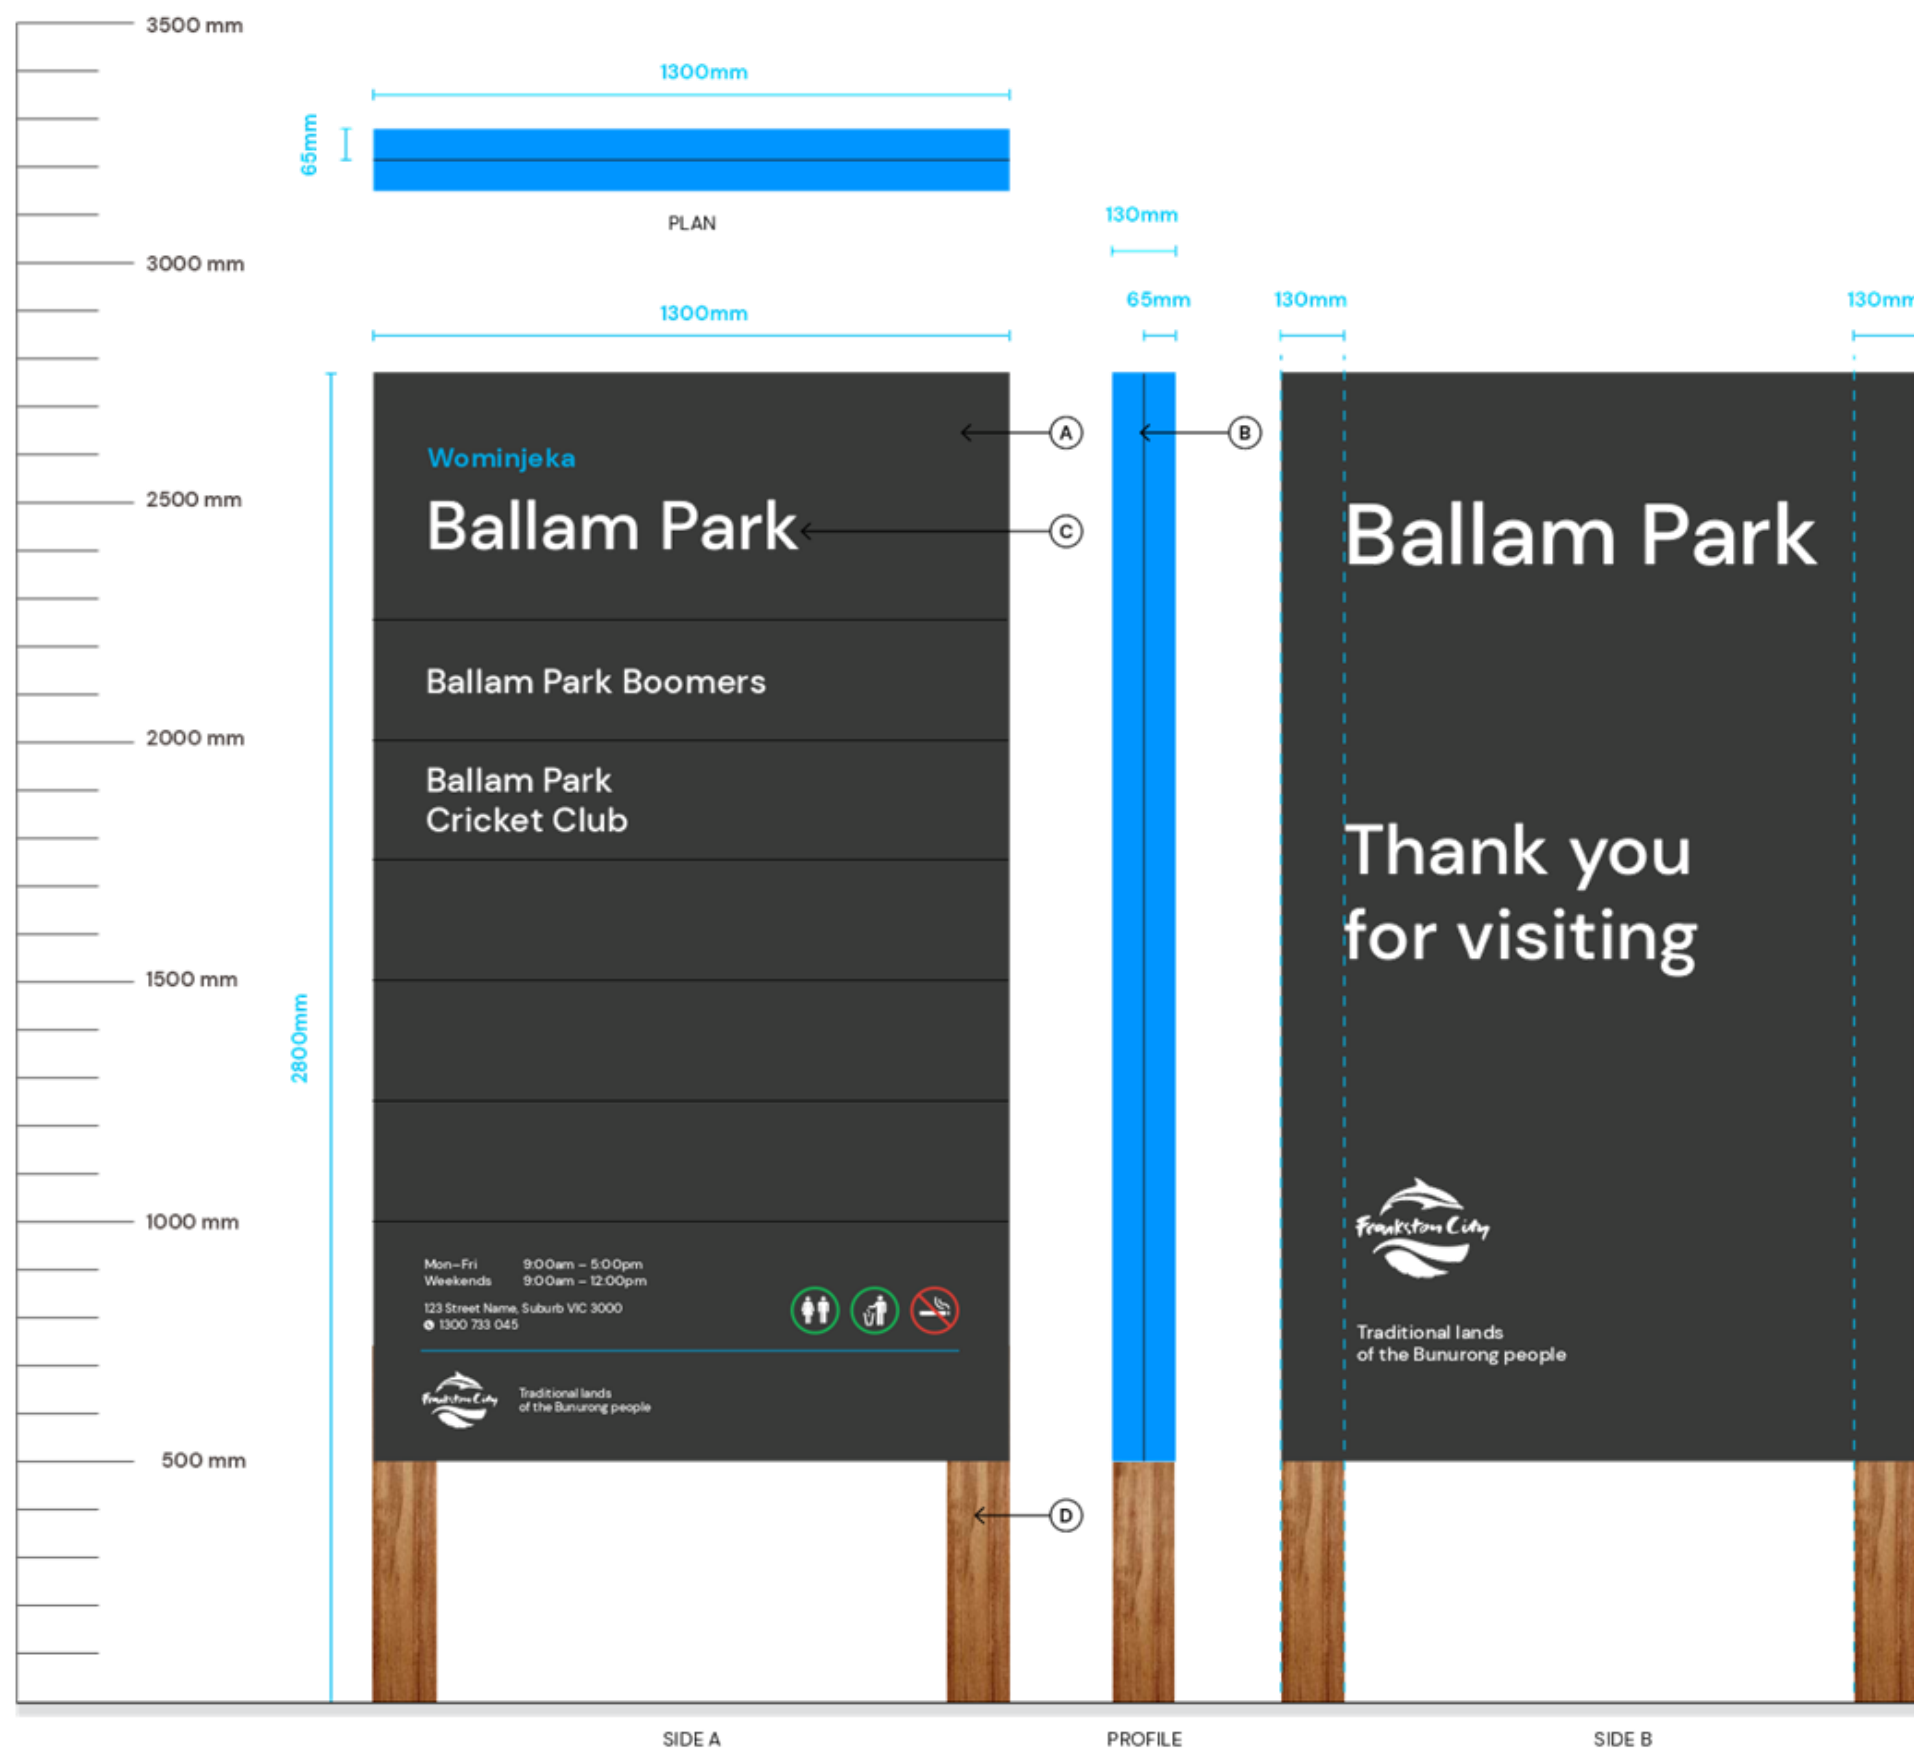 3500 mm
3000 mm
2500 mm
2000 mm
1500 mm
1000 mm
500 mm
1300mm
65mm
PLAN
1300mm
2800mm
Wominjeka
Ballam Park
Ballam Park Boomers
Ballam Park
Cricket Club
Mon–Fri 9:00am – 5:00pm
Weekends 9:00am – 12:00pm
123 Street Name, Suburb VIC 3000
1300 733 045
Frankston City
Traditional lands
of the Bunurong people
A
C
D
SIDE A
130mm
65mm
B
PROFILE
130mm
130mm
Ballam Park
Thank you
for visiting
Frankston City
Traditional lands
of the Bunurong people
SIDE B